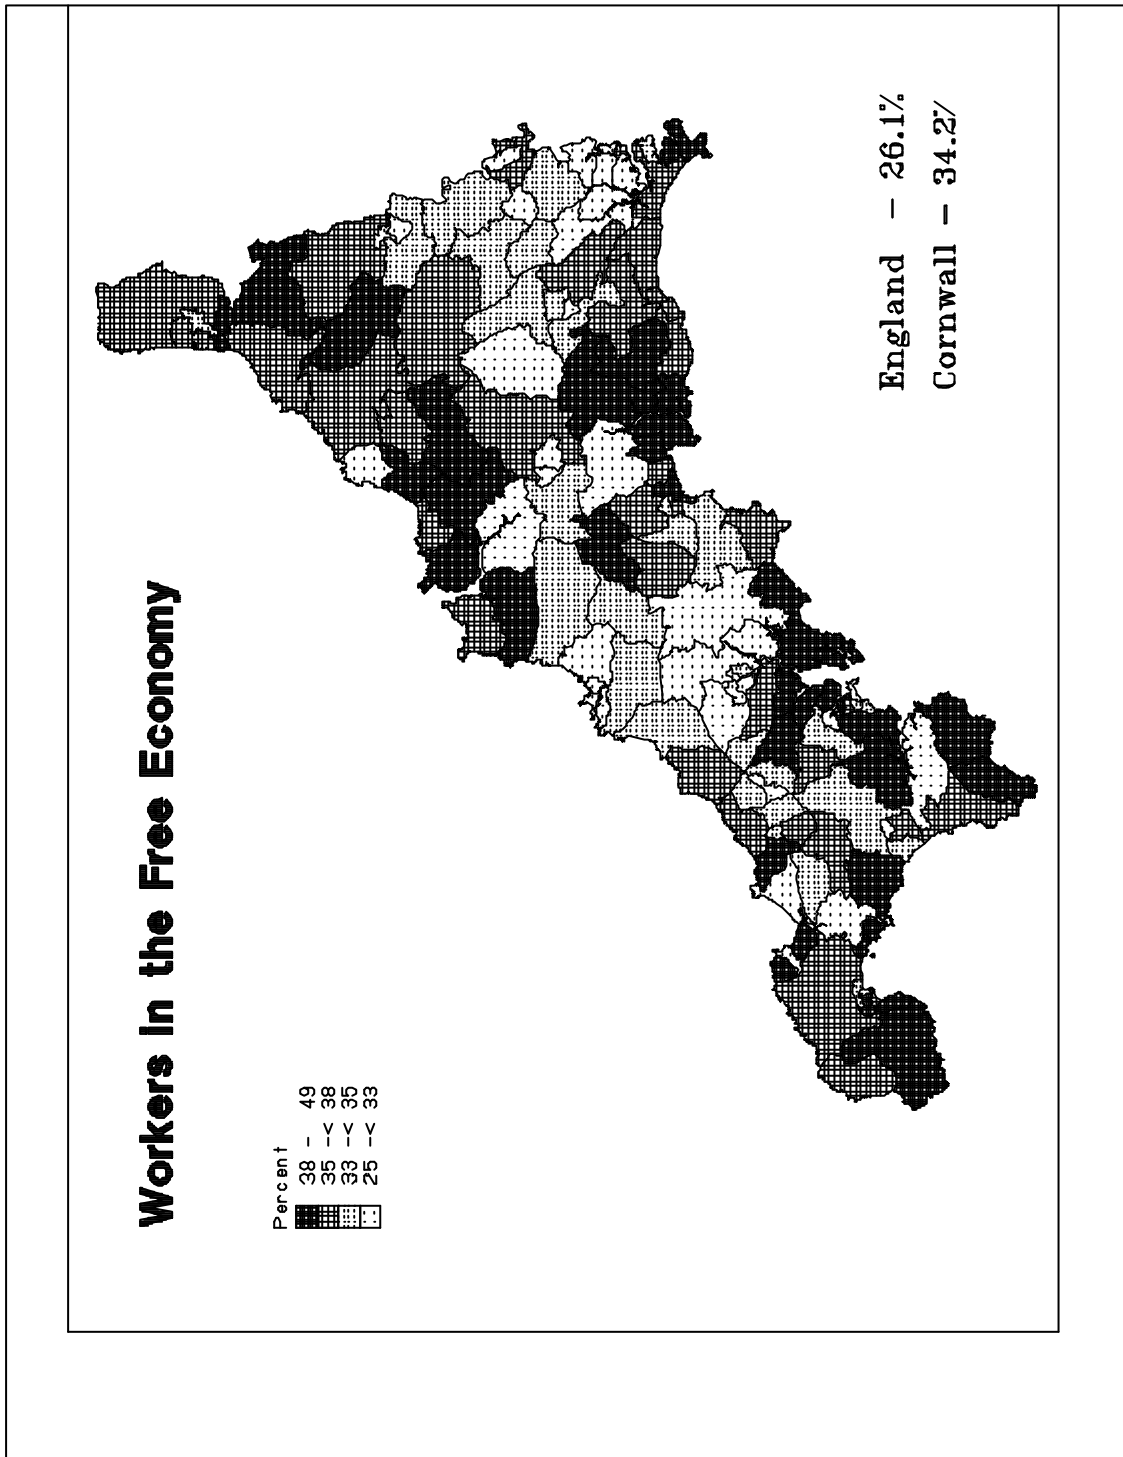 Workers in the Free Economy
Percent
38 - 49
35 -< 38
33 -< 35
25 -< 33
England - 26.1%
Cornwall - 34.2%